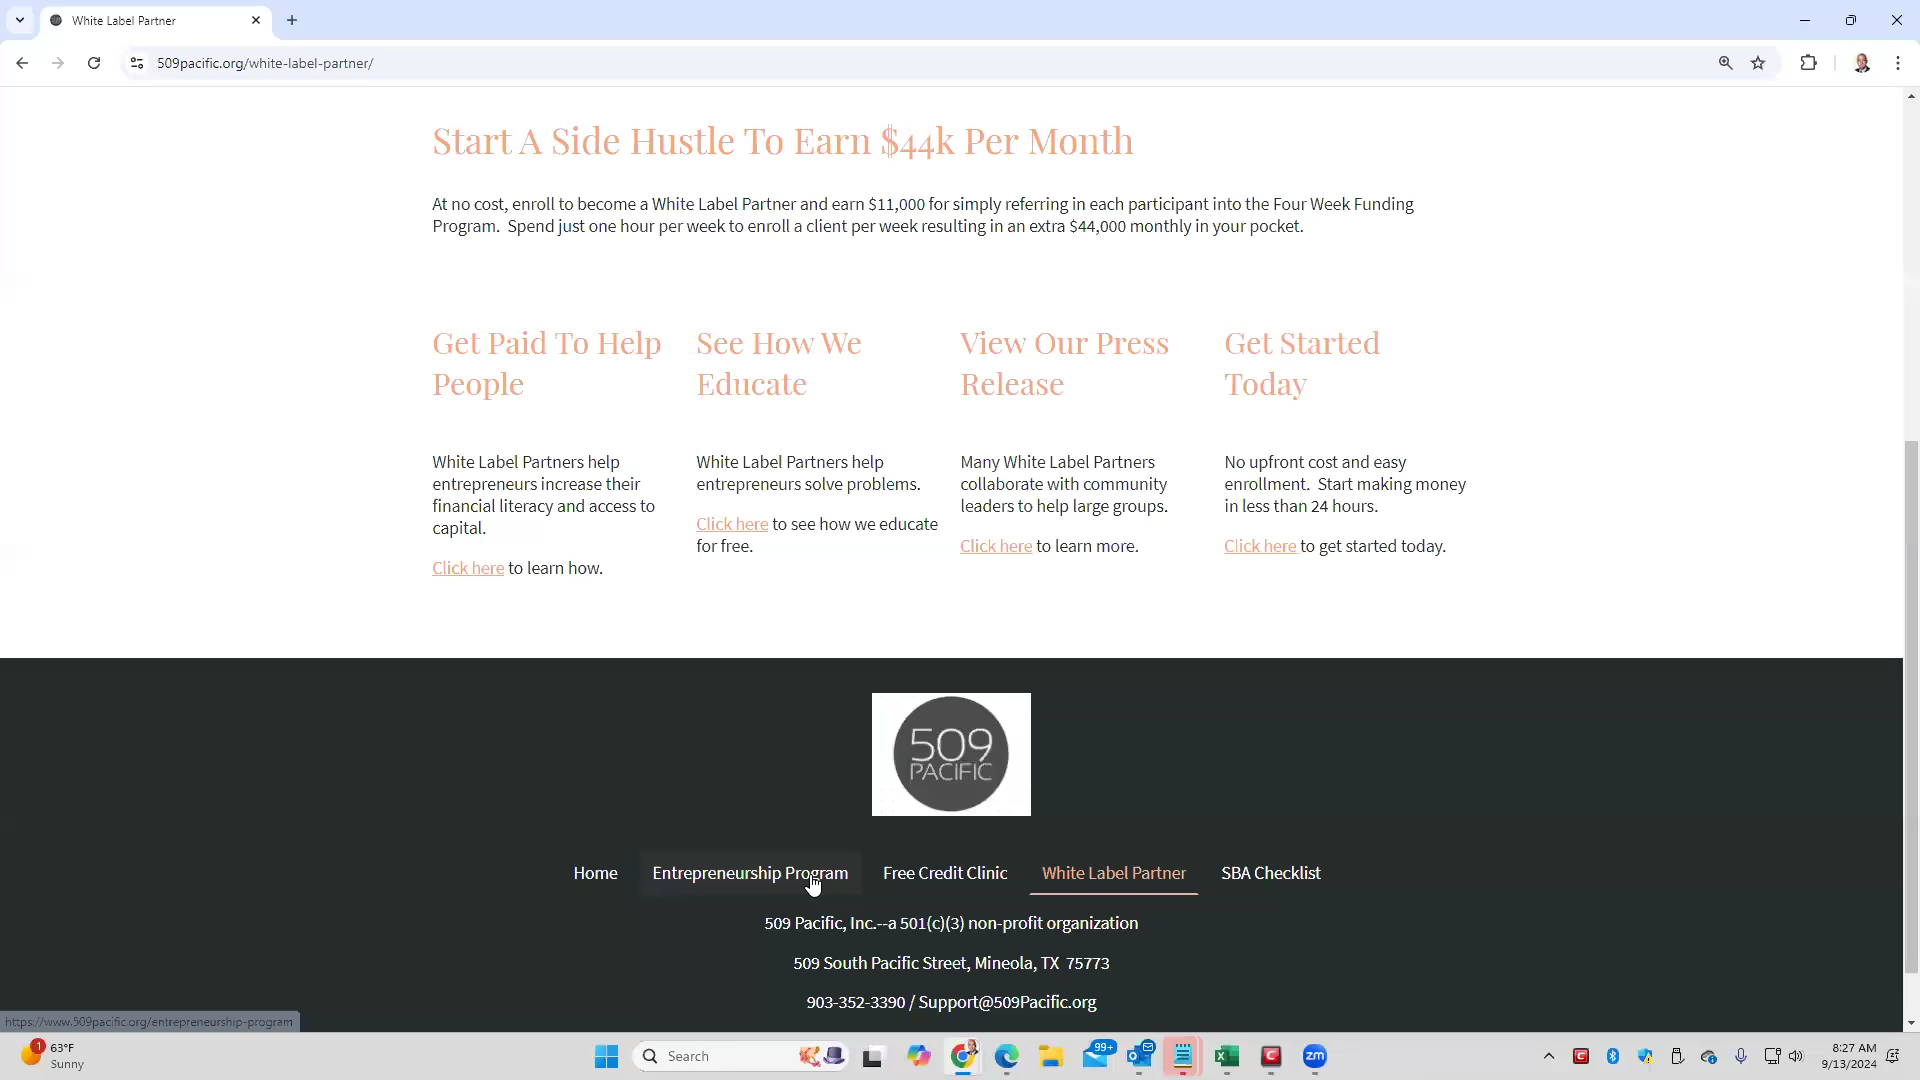 White Label Partner
509pacific.org/white-label-partner/
Start A Side Hustle To Earn $44k Per Month
At no cost, enroll to become a White Label Partner and earn $11,000 for simply referring in each participant into the Four Week Funding
Program.  Spend just one hour per week to enroll a client per week resulting in an extra $44,000 monthly in your pocket.
Get Paid To Help
People
White Label Partners help
entrepreneurs increase their
financial literacy and access to
capital.
Click here to learn how.
See How We
Educate
White Label Partners help
entrepreneurs solve problems.
Click here to see how we educate
for free.
View Our Press
Release
Many White Label Partners
collaborate with community
leaders to help large groups.
Click here to learn more.
Get Started
Today
No upfront cost and easy
enrollment.  Start making money
in less than 24 hours.
Click here to get started today.
509
PACIFIC
Home Entrepreneurship Program Free Credit Clinic White Label Partner SBA Checklist
509 Pacific, Inc.--a 501(c)(3) non-profit organization
509 South Pacific Street, Mineola, TX  75773
903-352-3390 / Support@509Pacific.org
https://www.509pacific.org/entrepreneurship-program
1
63°F
Sunny
Search
99+
C
zm
C
8:27 AM
9/13/2024